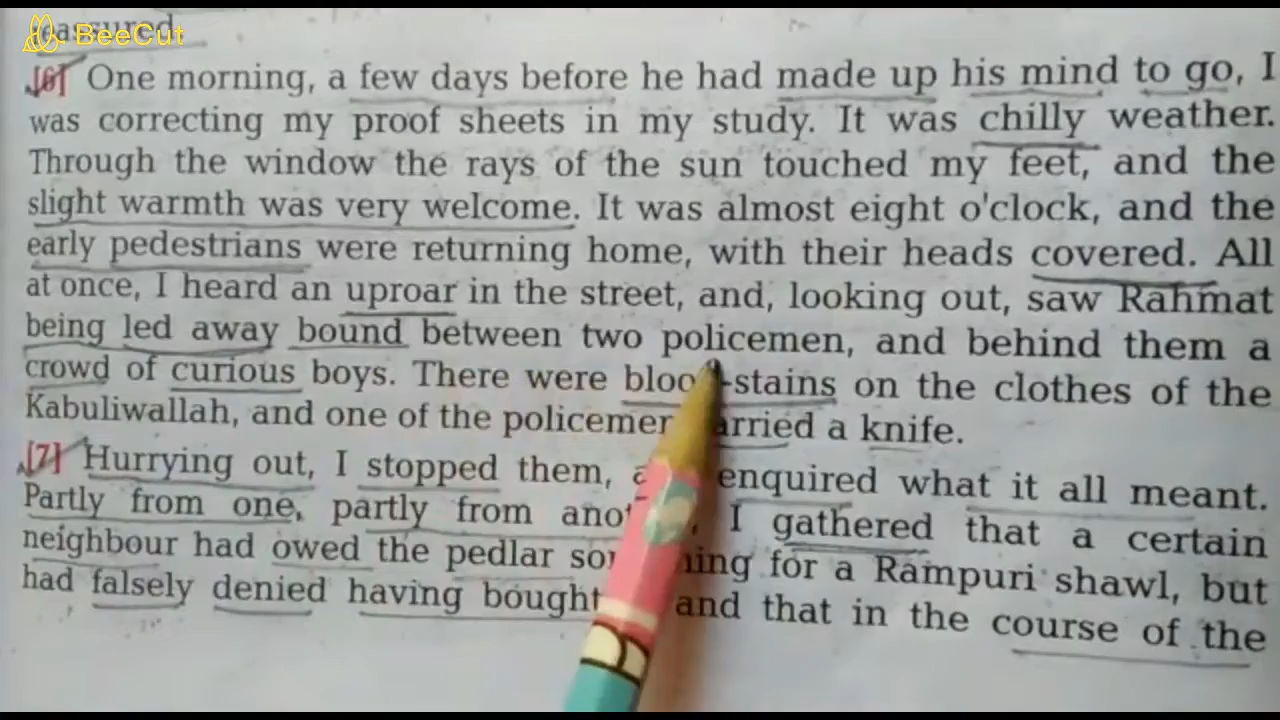 reassured.
BeeCut
[6] One morning, a few days before he had made up his mind to go, I
was correcting my proof sheets in my study. It was chilly weather.
Through the window the rays of the sun touched my feet, and the
slight warmth was very welcome. It was almost eight o'clock, and the
early pedestrians were returning home, with their heads covered. All
at once, I heard an uproar in the street, and, looking out, saw Rahmat
being led away bound between two policemen, and behind them a
crowd of curious boys. There were blood-stains on the clothes of the
Kabuliwallah, and one of the policemen carried a knife.
[7] Hurrying out, I stopped them, and enquired what it all meant.
Partly from one, partly from another, I gathered that a certain
neighbour had owed the pedlar something for a Rampuri shawl, but
had falsely denied having bought and that in the course of the